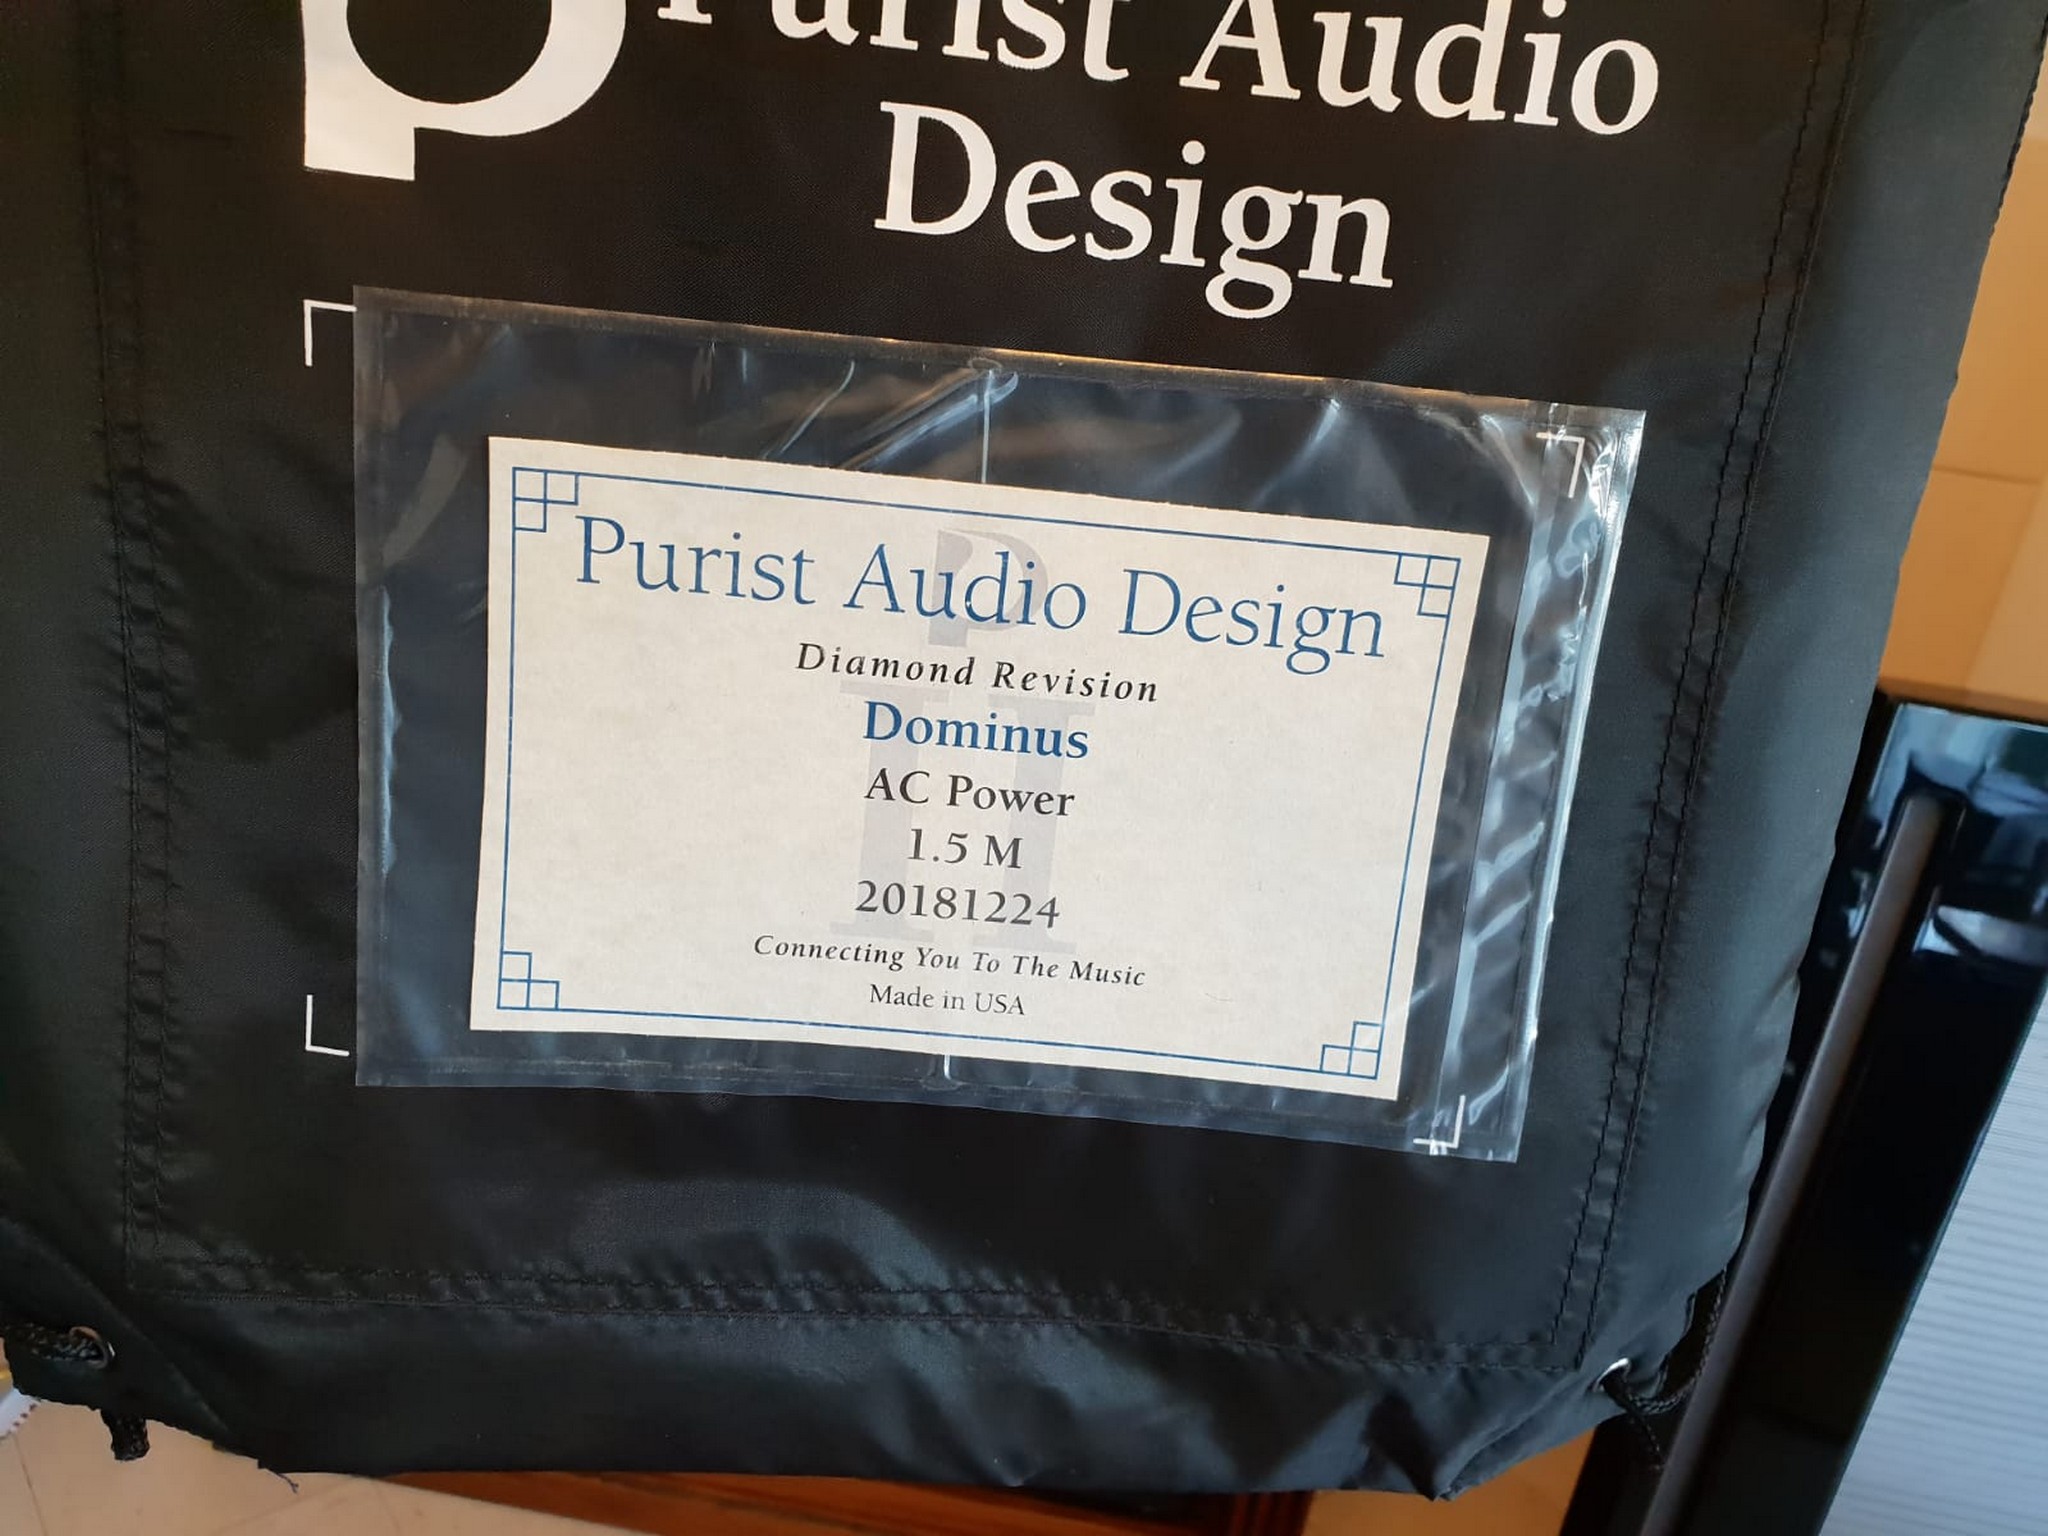 Purist Audio
Design
Purist Audio Design
Diamond Revision
Dominus
AC Power
1.5 M
20181224
Connecting You To The Music
Made in USA